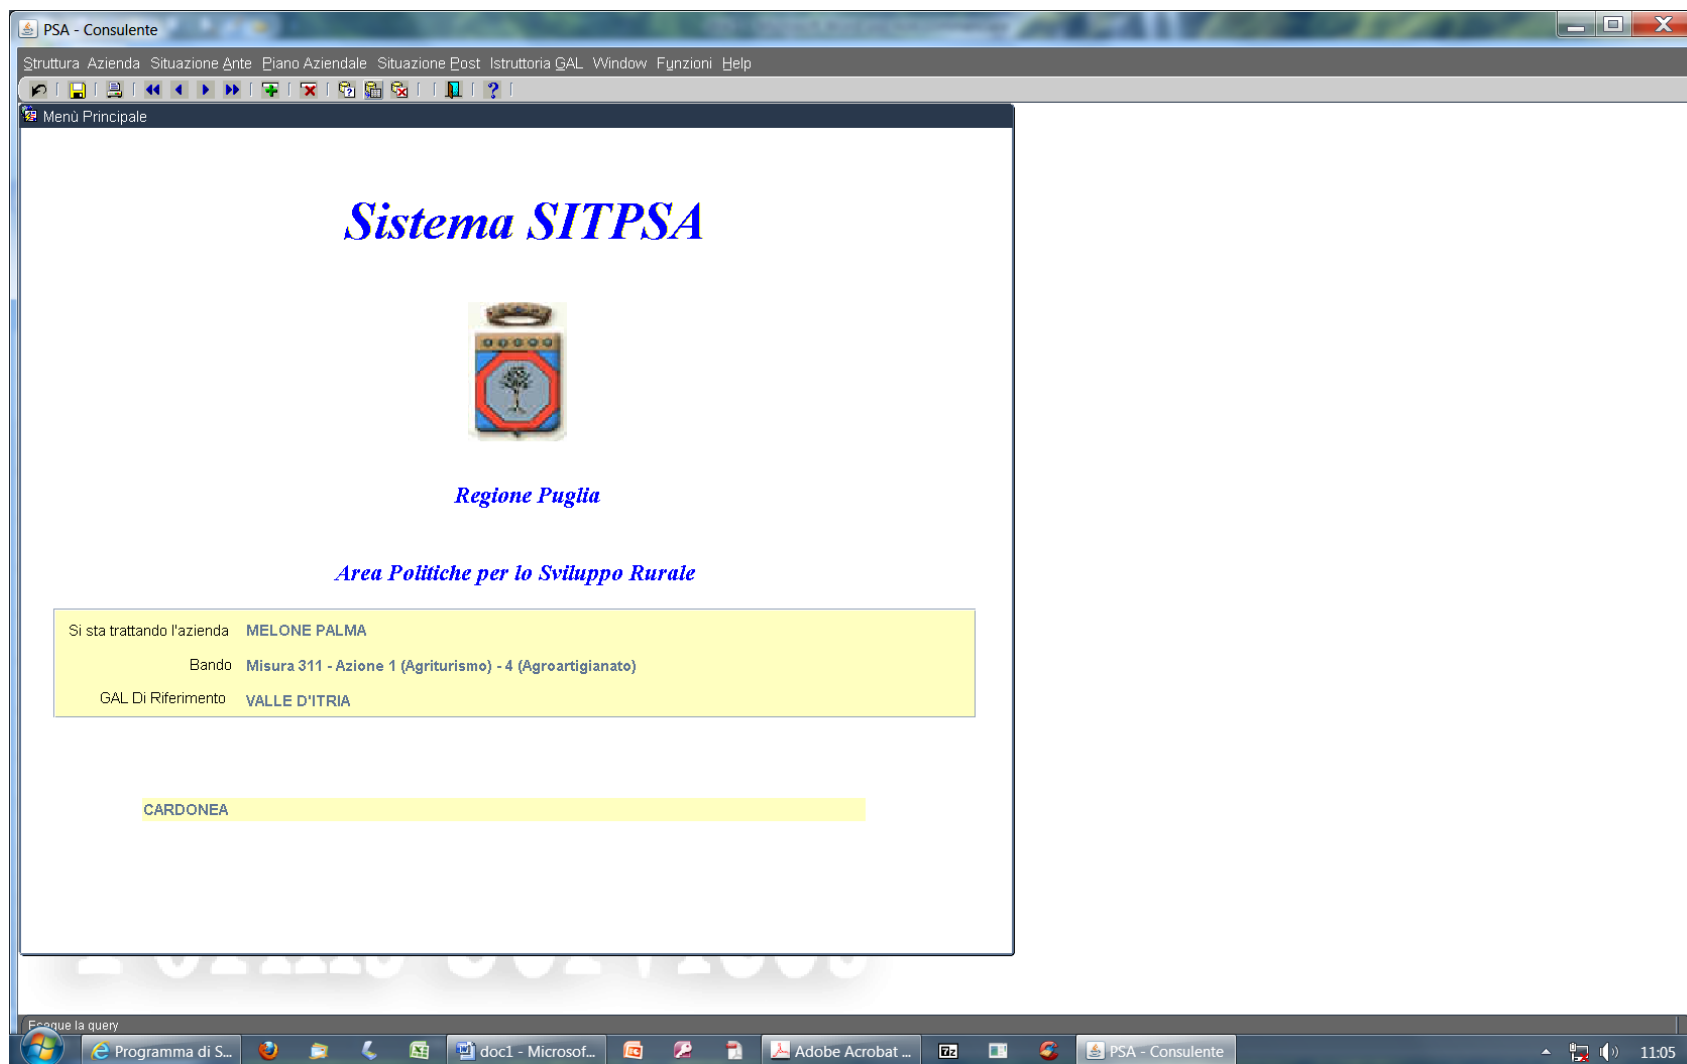 PSA - Consulente
Struttura Azienda Situazione Ante Piano Aziendale Situazione Post Istruttoria GAL Window Funzioni Help
Menù Principale
Sistema SITPSA
Regione Puglia
Area Politiche per lo Sviluppo Rurale
Si sta trattando l'azienda MELONE PALMA
Bando Misura 311 - Azione 1 (Agriturismo) - 4 (Agroartigianato)
GAL Di Riferimento VALLE D'ITRIA
CARDONEA
Esegue la query
Programma di S... doc1 - Microsof... Adobe Acrobat ... 7z PSA - Consulente 11:05